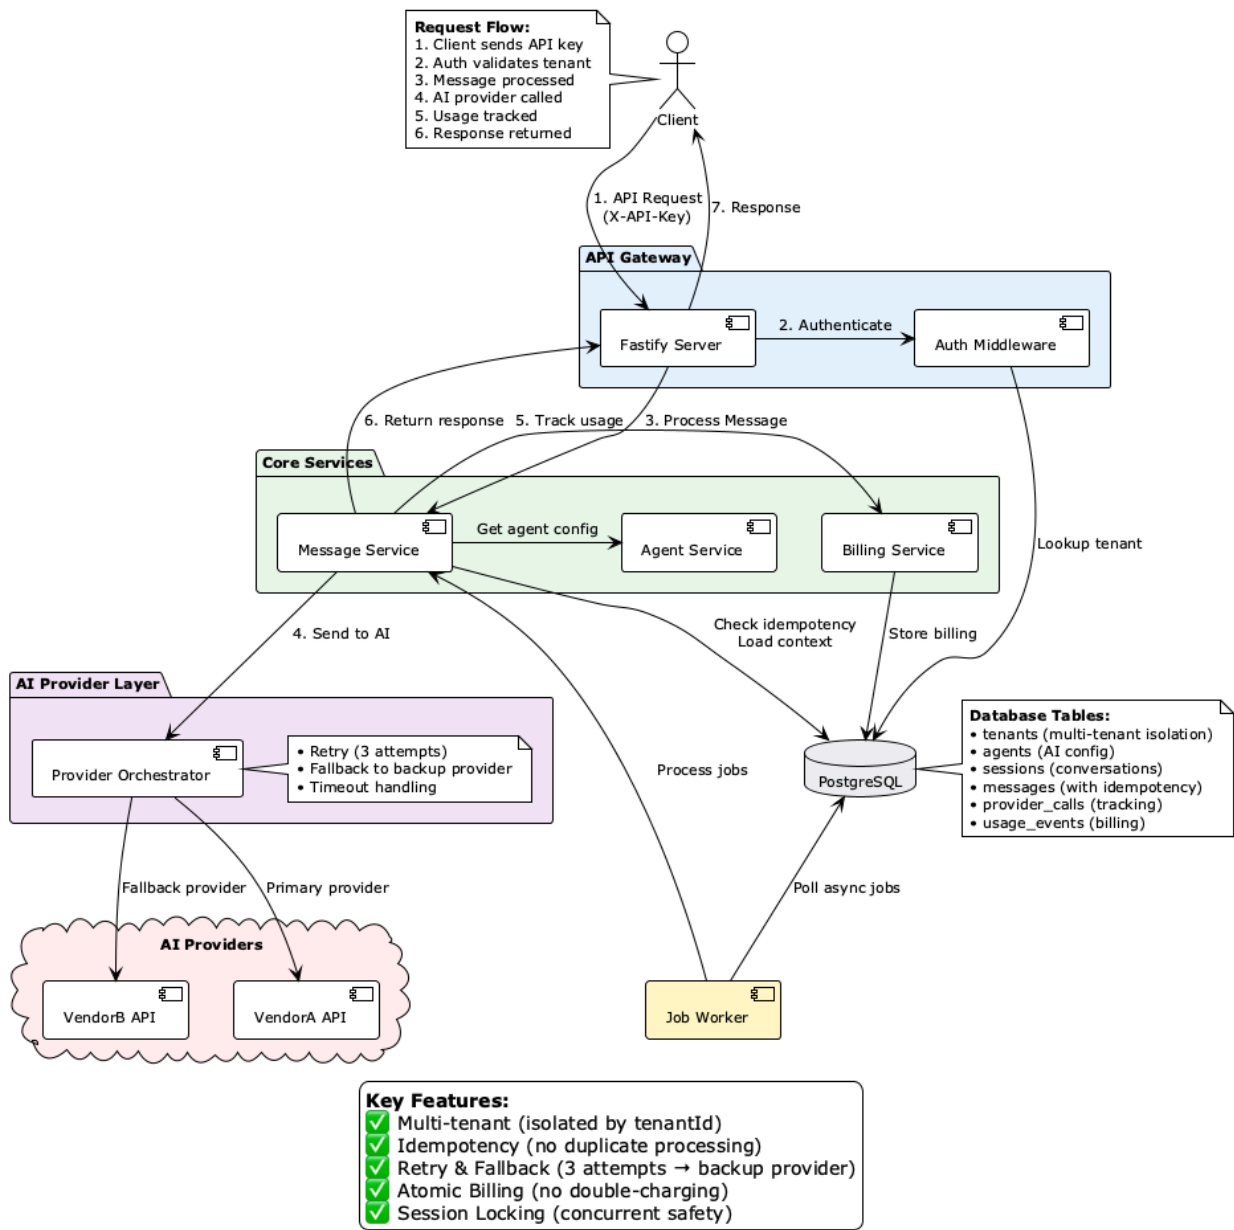 Request Flow:
1. Client sends API key
2. Auth validates tenant
3. Message processed
4. AI provider called
5. Usage tracked
6. Response returned
Client
1. API Request
(X-API-Key)
7. Response
API Gateway
Fastify Server
2. Authenticate
Auth Middleware
6. Return response
5. Track usage
3. Process Message
Core Services
Message Service
Get agent config
Agent Service
Billing Service
Lookup tenant
4. Send to AI
Check idempotency
Load context
Store billing
AI Provider Layer
Provider Orchestrator
• Retry (3 attempts)
• Fallback to backup provider
• Timeout handling
Process jobs
PostgreSQL
Database Tables:
• tenants (multi-tenant isolation)
• agents (AI config)
• sessions (conversations)
• messages (with idempotency)
• provider_calls (tracking)
• usage_events (billing)
Fallback provider
Primary provider
Poll async jobs
AI Providers
VendorB API
VendorA API
Job Worker
Key Features:
✅ Multi-tenant (isolated by tenantId)
✅ Idempotency (no duplicate processing)
✅ Retry & Fallback (3 attempts → backup provider)
✅ Atomic Billing (no double-charging)
✅ Session Locking (concurrent safety)